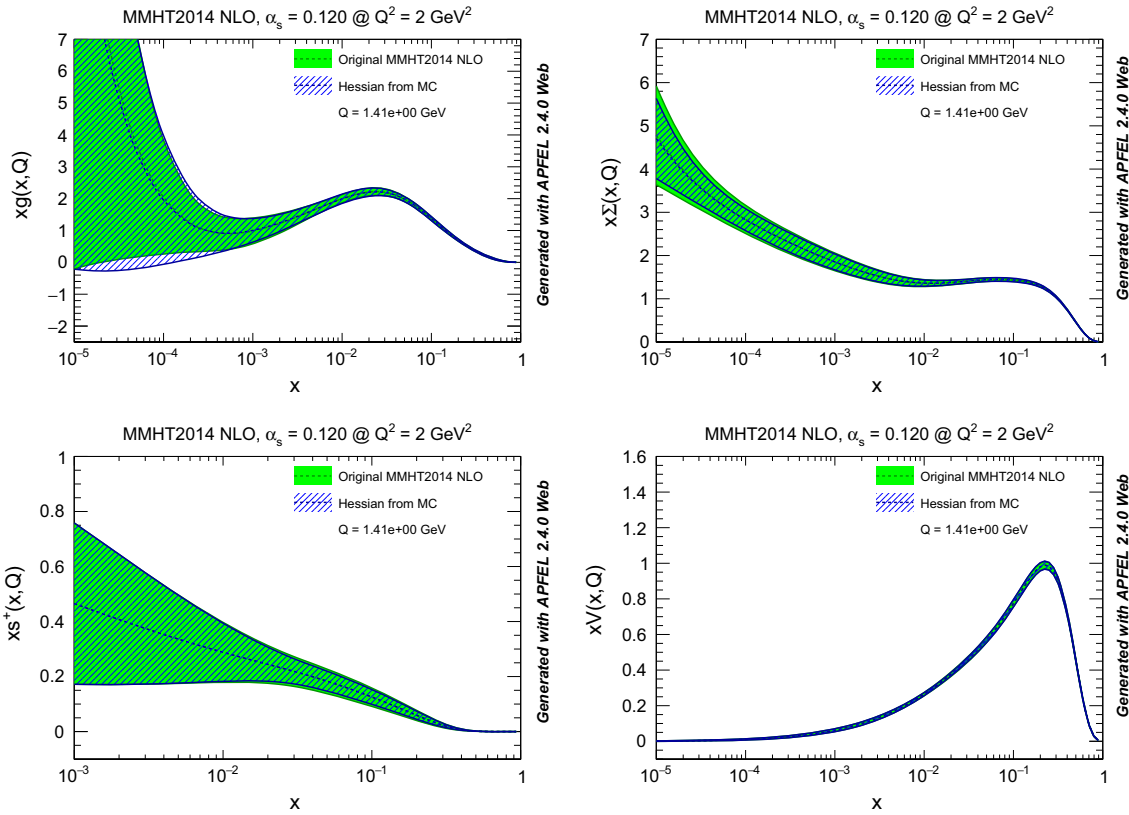 MMHT2014 NLO, αs = 0.120 @ Q² = 2 GeV²
Original MMHT2014 NLO
Hessian from MC
Q = 1.41e+00 GeV
xg(x,Q)
7
6
5
4
3
2
1
0
−1
−2
10⁻⁵ 10⁻⁴ 10⁻³ 10⁻² 10⁻¹ 1
x
Generated with APFEL 2.4.0 Web
MMHT2014 NLO, αs = 0.120 @ Q² = 2 GeV²
Original MMHT2014 NLO
Hessian from MC
Q = 1.41e+00 GeV
xΣ(x,Q)
7
6
5
4
3
2
1
0
10⁻⁵ 10⁻⁴ 10⁻³ 10⁻² 10⁻¹ 1
x
Generated with APFEL 2.4.0 Web
MMHT2014 NLO, αs = 0.120 @ Q² = 2 GeV²
Original MMHT2014 NLO
Hessian from MC
Q = 1.41e+00 GeV
xs⁺(x,Q)
1
0.8
0.6
0.4
0.2
0
10⁻³ 10⁻² 10⁻¹ 1
x
Generated with APFEL 2.4.0 Web
MMHT2014 NLO, αs = 0.120 @ Q² = 2 GeV²
Original MMHT2014 NLO
Hessian from MC
Q = 1.41e+00 GeV
xV(x,Q)
1.6
1.4
1.2
1
0.8
0.6
0.4
0.2
0
10⁻⁵ 10⁻⁴ 10⁻³ 10⁻² 10⁻¹ 1
x
Generated with APFEL 2.4.0 Web